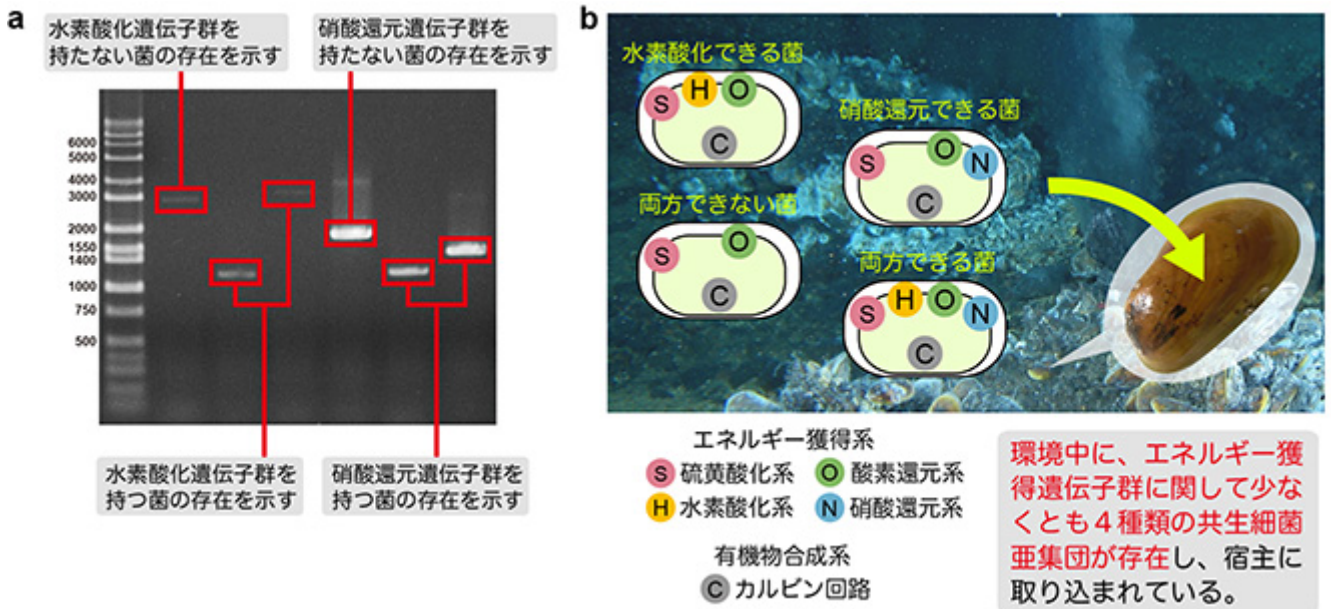 a
水素酸化遺伝子群を
持たない菌の存在を示す
硝酸還元遺伝子群を
持たない菌の存在を示す
6000
5000
4000
3000
2000
1550
1400
1000
750
500
水素酸化遺伝子群を
持つ菌の存在を示す
硝酸還元遺伝子群を
持つ菌の存在を示す
b
水素酸化できる菌
S H O
C
硝酸還元できる菌
S O N
C
両方できない菌
S O
C
両方できる菌
S H O N
C
エネルギー獲得系
S 硫黄酸化系 O 酸素還元系
H 水素酸化系 N 硝酸還元系
有機物合成系
C カルビン回路
環境中に、エネルギー獲
得遺伝子群に関して少な
くとも4種類の共生細菌
亜集団が存在し、宿主に
取り込まれている。